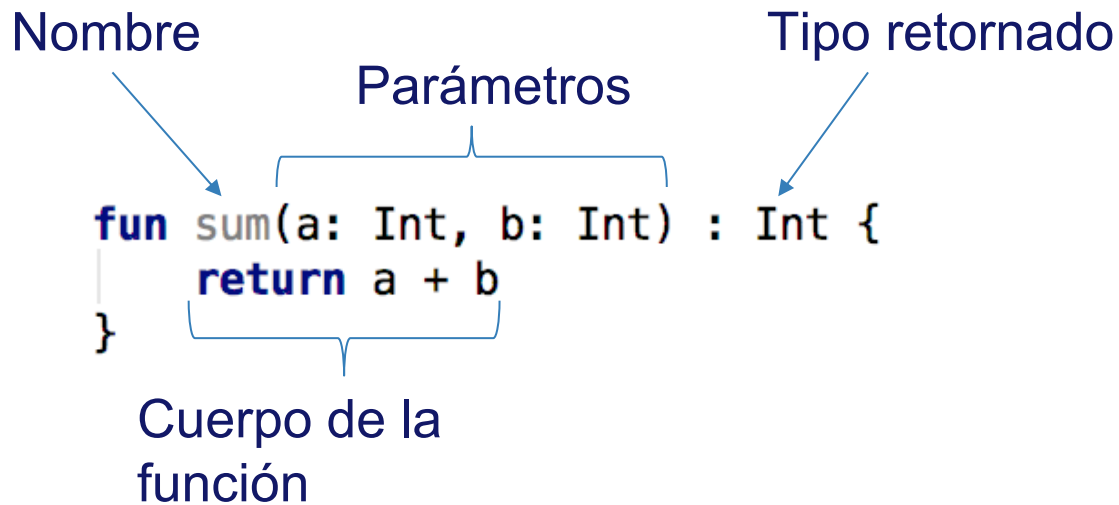 Nombre
Tipo retornado
Parámetros
fun sum(a: Int, b: Int) : Int {
return a + b
}
Cuerpo de la
función